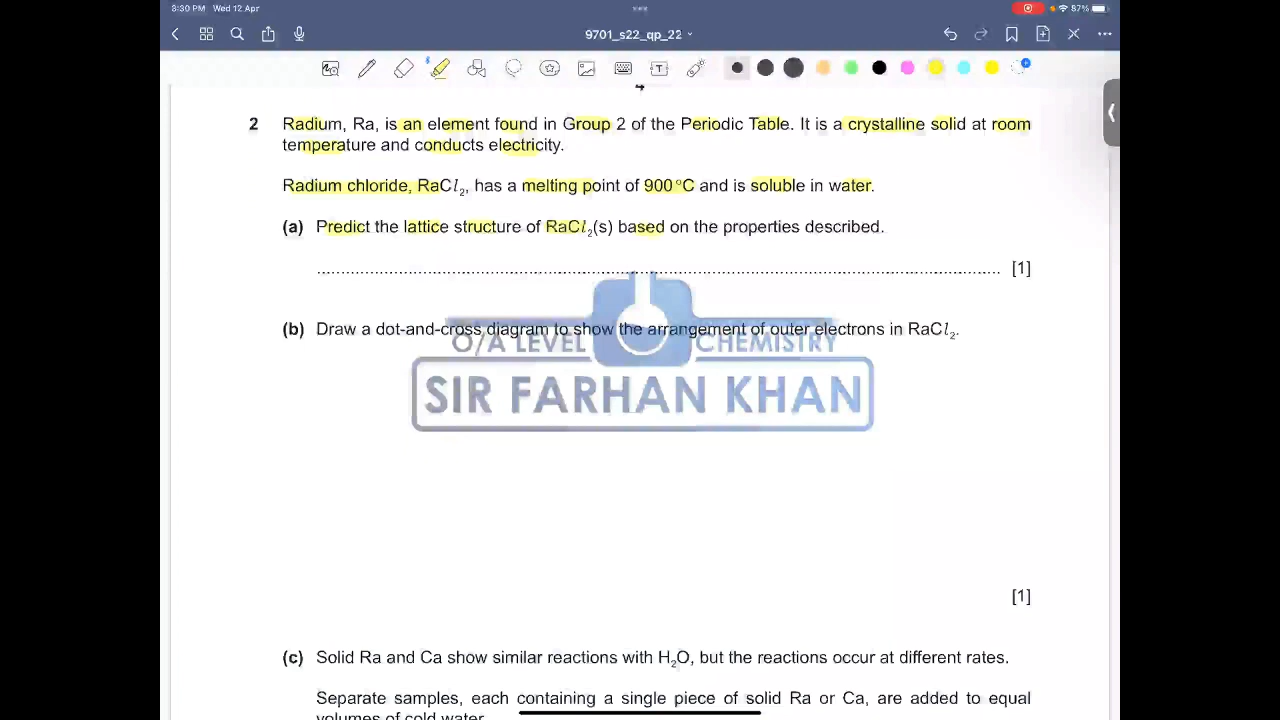 3:30 PM Wed 12 Apr
87%
9701_s22_qp_22
2 Radium, Ra, is an element found in Group 2 of the Periodic Table. It is a crystalline solid at room
temperature and conducts electricity.
Radium chloride, RaCl₂, has a melting point of 900°C and is soluble in water.
(a) Predict the lattice structure of RaCl₂(s) based on the properties described.
[1]
(b) Draw a dot-and-cross diagram to show the arrangement of outer electrons in RaCl₂.
O/A LEVEL CHEMISTRY
SIR FARHAN KHAN
[1]
(c) Solid Ra and Ca show similar reactions with H₂O, but the reactions occur at different rates.
Separate samples, each containing a single piece of solid Ra or Ca, are added to equal
volumes of cold water.